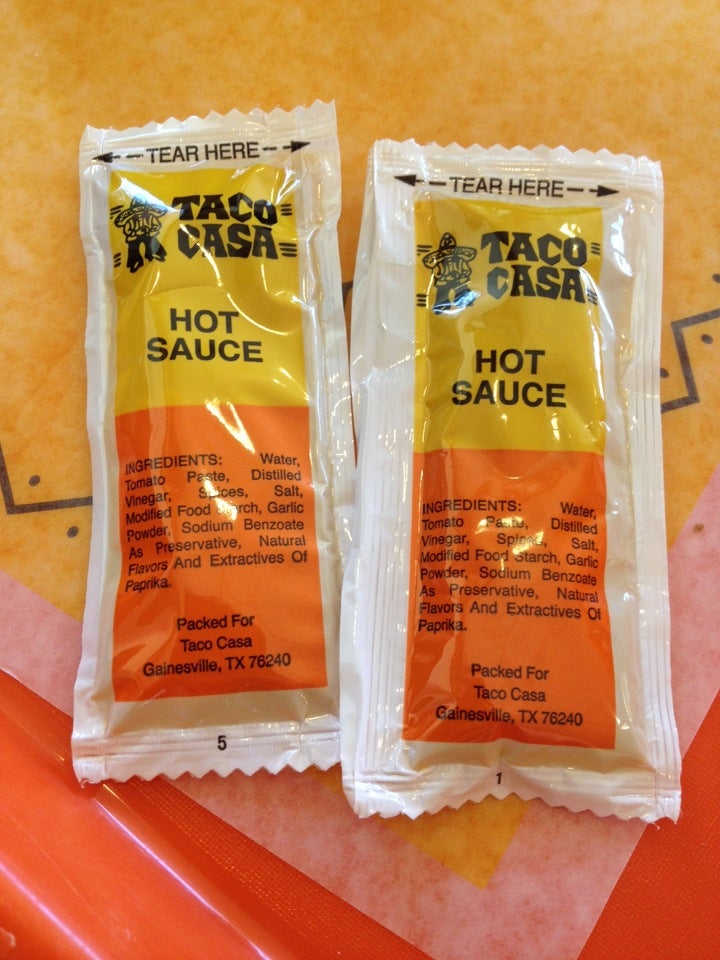 TEAR HERE
TACO
CASA
HOT
SAUCE
INGREDIENTS: Water,
Tomato Paste, Distilled
Vinegar, Spices, Salt,
Modified Food Starch, Garlic
Powder, Sodium Benzoate
As Preservative, Natural
Flavors And Extractives Of
Paprika.
Packed For
Taco Casa
Gainesville, TX 76240
5
TEAR HERE
TACO
CASA
HOT
SAUCE
INGREDIENTS: Water,
Tomato Paste, Distilled
Vinegar, Spices, Salt,
Modified Food Starch, Garlic
Powder, Sodium Benzoate
As Preservative, Natural
Flavors And Extractives Of
Paprika.
Packed For
Taco Casa
Gainesville, TX 76240
1